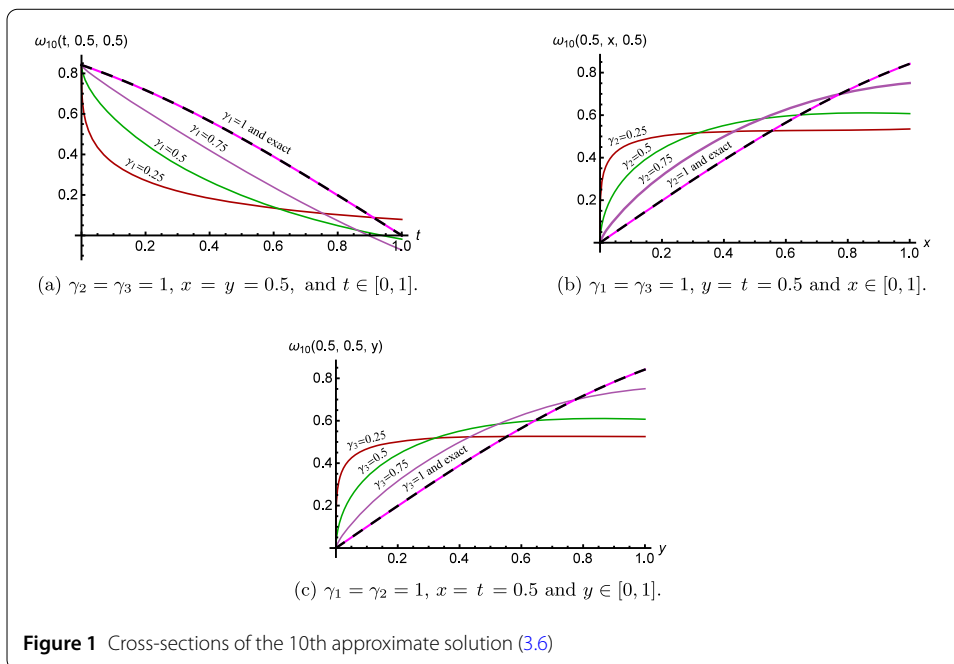 ω10(t, 0.5, 0.5)
0.8
0.6
0.4
0.2
γ1=1 and exact
γ1=0.75
γ1=0.5
γ1=0.25
0.2 0.4 0.6 0.8 1.0 t
(a) γ2 = γ3 = 1, x = y = 0.5, and t ∈ [0, 1].
ω10(0.5, x, 0.5)
0.8
0.6
0.4
0.2
γ2=0.25
γ2=0.5
γ2=0.75
γ2=1 and exact
0.2 0.4 0.6 0.8 1.0 x
(b) γ1 = γ3 = 1, y = t = 0.5 and x ∈ [0, 1].
ω10(0.5, 0.5, y)
0.8
0.6
0.4
0.2
γ3=0.25
γ3=0.5
γ3=0.75
γ3=1 and exact
0.2 0.4 0.6 0.8 1.0 y
(c) γ1 = γ2 = 1, x = t = 0.5 and y ∈ [0, 1].
Figure 1 Cross-sections of the 10th approximate solution (3.6)